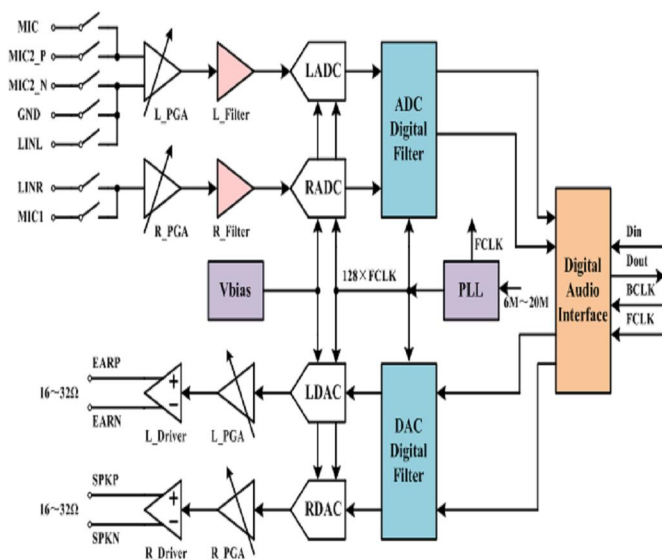 MIC
MIC2_P
MIC2_N
GND
LINL
L_PGA
L_Filter
LADC
ADC
Digital
Filter
LINR
MIC1
R_PGA
R_Filter
RADC
Vbias
128×FCLK
FCLK
PLL
6M～20M
Digital
Audio
Interface
Din
Dout
BCLK
FCLK
EARP
16～32Ω
EARN
L_Driver
L_PGA
LDAC
DAC
Digital
Filter
SPKP
16～32Ω
SPKN
R_Driver
R_PGA
RDAC